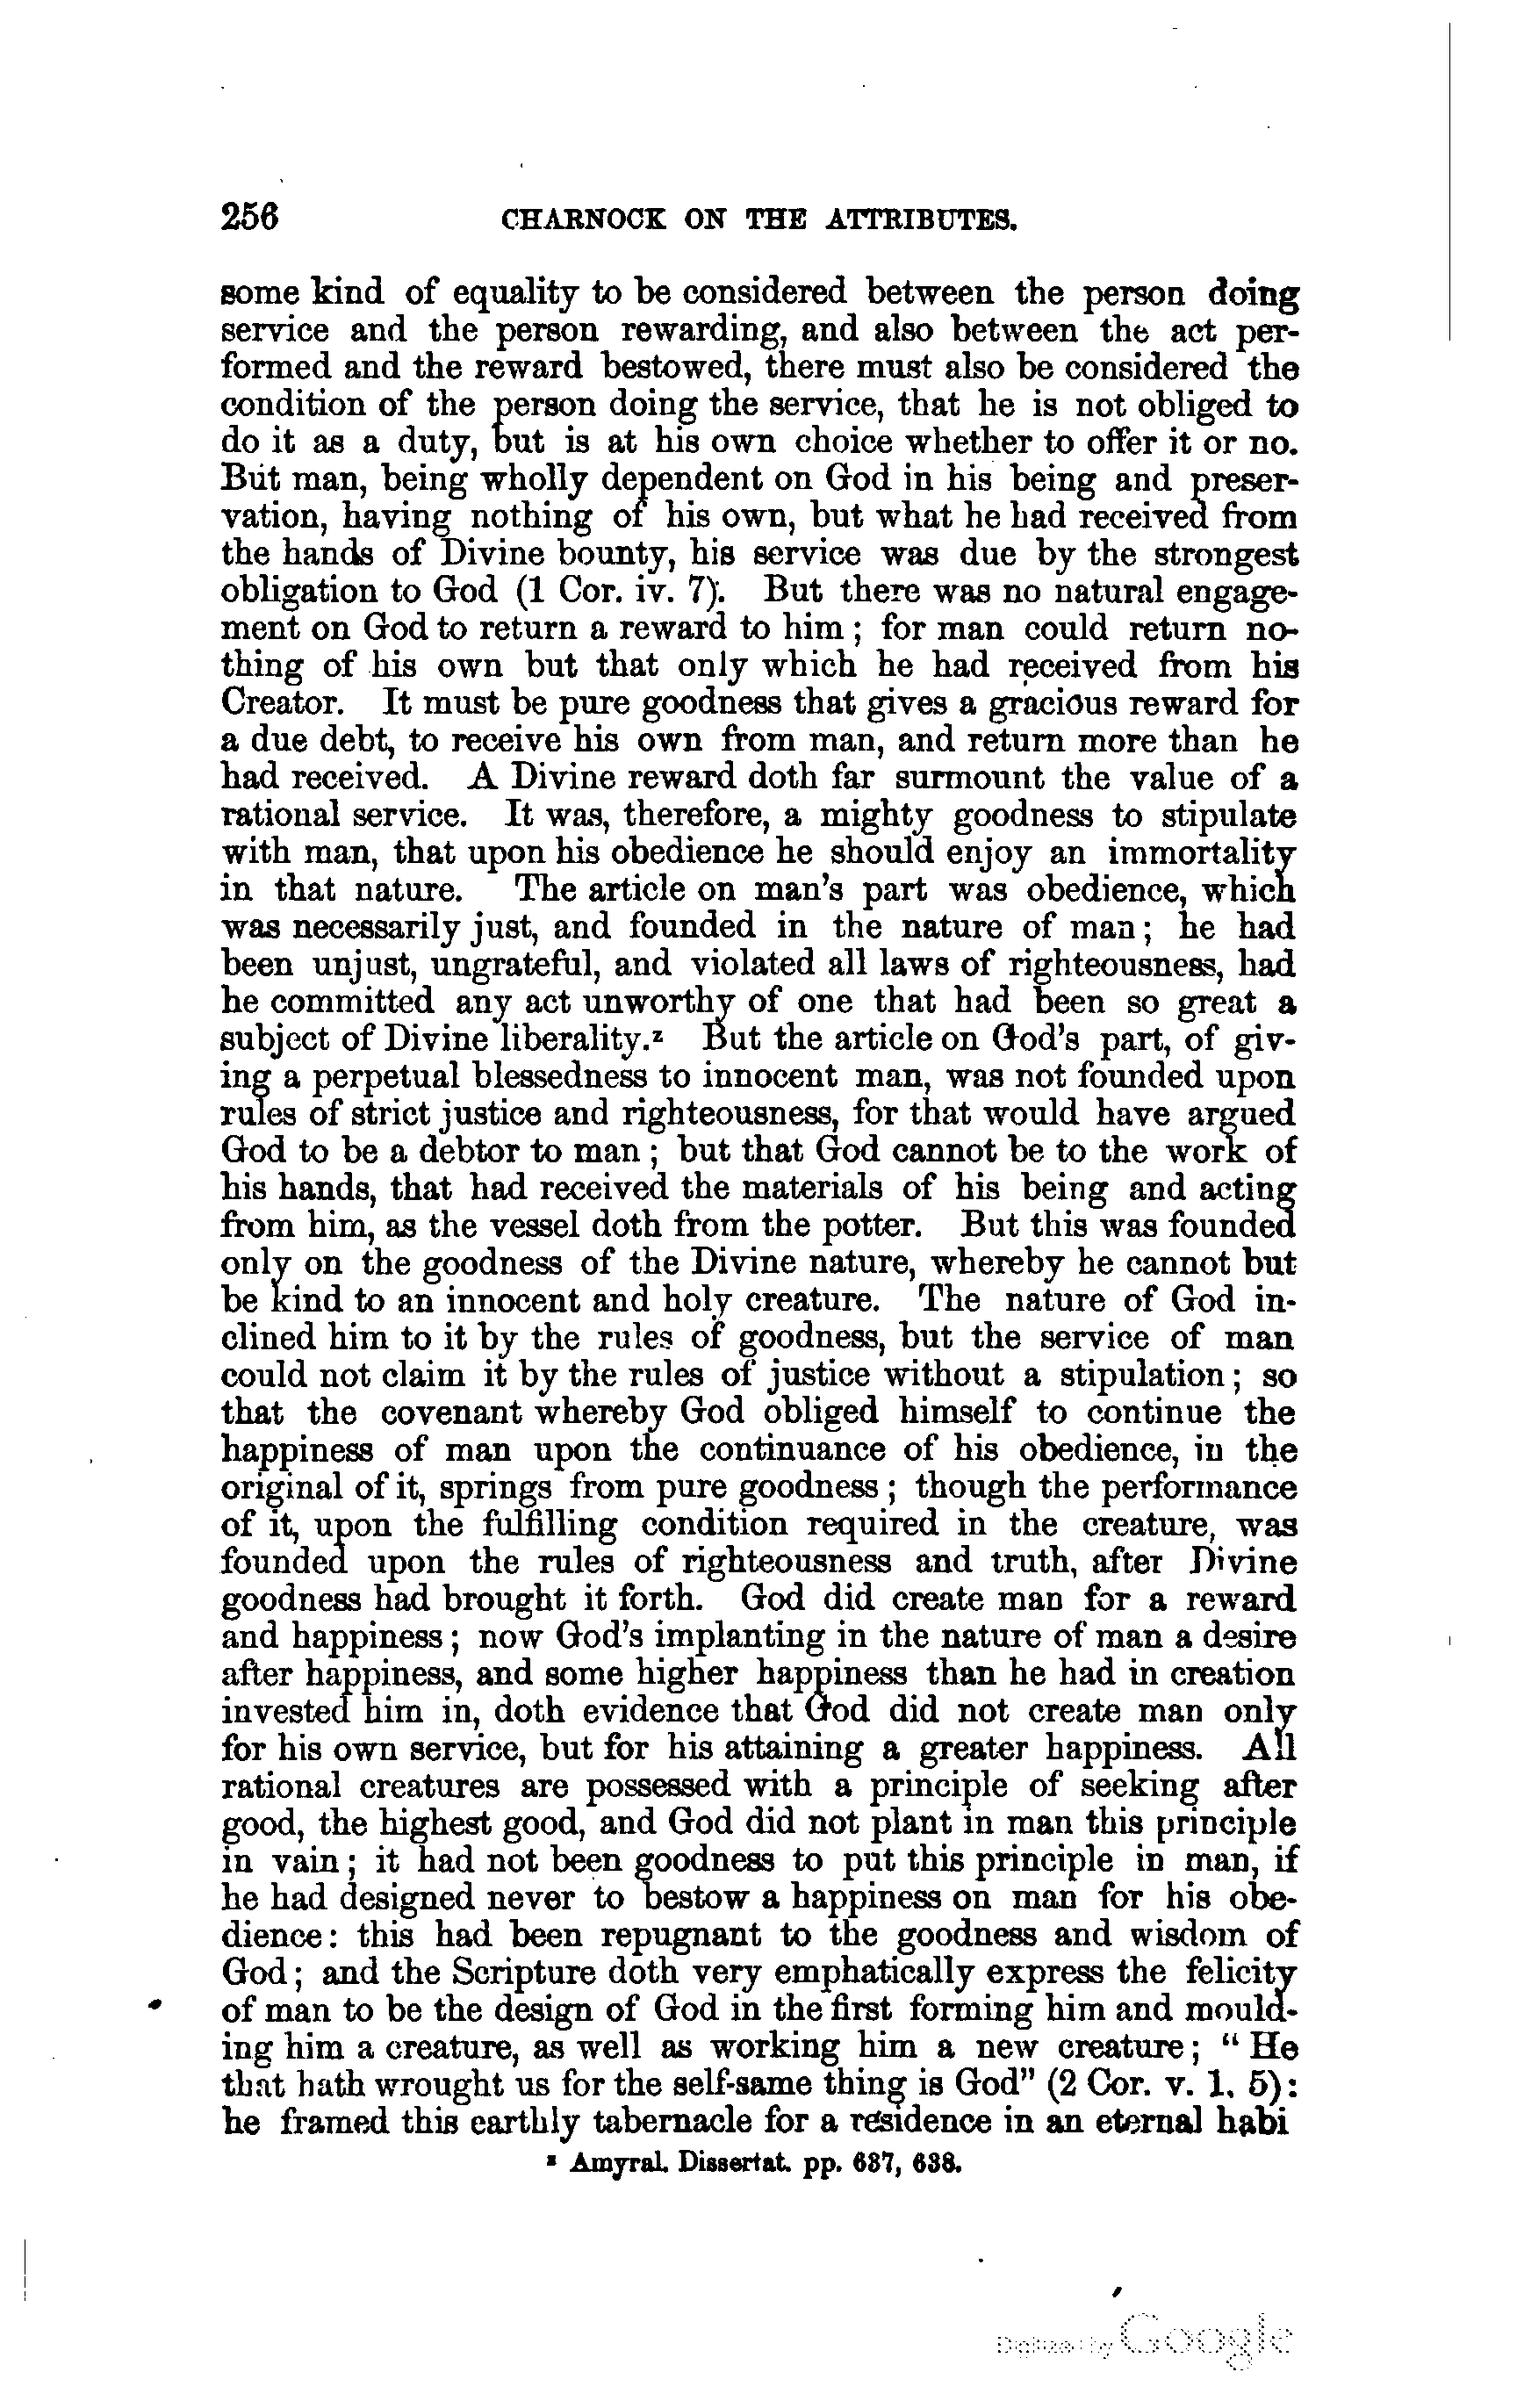 256 CHARNOCK ON THE ATTRIBUTES.
some kind of equality to be considered between the person doing
service and the person rewarding, and also between the act per-
formed and the reward bestowed, there must also be considered the
condition of the person doing the service, that he is not obliged to
do it as a duty, but is at his own choice whether to offer it or no.
But man, being wholly dependent on God in his being and preser-
vation, having nothing of his own, but what he had received from
the hands of Divine bounty, his service was due by the strongest
obligation to God (1 Cor. iv. 7). But there was no natural engage-
ment on God to return a reward to him; for man could return no-
thing of his own but that only which he had received from his
Creator. It must be pure goodness that gives a gracious reward for
a due debt, to receive his own from man, and return more than he
had received. A Divine reward doth far surmount the value of a
rational service. It was, therefore, a mighty goodness to stipulate
with man, that upon his obedience he should enjoy an immortality
in that nature. The article on man's part was obedience, which
was necessarily just, and founded in the nature of man; he had
been unjust, ungrateful, and violated all laws of righteousness, had
he committed any act unworthy of one that had been so great a
subject of Divine liberality.ᶻ But the article on God's part, of giv-
ing a perpetual blessedness to innocent man, was not founded upon
rules of strict justice and righteousness, for that would have argued
God to be a debtor to man; but that God cannot be to the work of
his hands, that had received the materials of his being and acting
from him, as the vessel doth from the potter. But this was founded
only on the goodness of the Divine nature, whereby he cannot but
be kind to an innocent and holy creature. The nature of God in-
clined him to it by the rules of goodness, but the service of man
could not claim it by the rules of justice without a stipulation; so
that the covenant whereby God obliged himself to continue the
happiness of man upon the continuance of his obedience, in the
original of it, springs from pure goodness; though the performance
of it, upon the fulfilling condition required in the creature, was
founded upon the rules of righteousness and truth, after Divine
goodness had brought it forth. God did create man for a reward
and happiness; now God's implanting in the nature of man a desire
after happiness, and some higher happiness than he had in creation
invested him in, doth evidence that God did not create man only
for his own service, but for his attaining a greater happiness. All
rational creatures are possessed with a principle of seeking after
good, the highest good, and God did not plant in man this principle
in vain; it had not been goodness to put this principle in man, if
he had designed never to bestow a happiness on man for his obe-
dience: this had been repugnant to the goodness and wisdom of
God; and the Scripture doth very emphatically express the felicity
of man to be the design of God in the first forming him and mould-
ing him a creature, as well as working him a new creature; "He
that hath wrought us for the self-same thing is God" (2 Cor. v. 1, 5):
he framed this earthly tabernacle for a residence in an eternal habi
ᶻ Amyral. Dissertat. pp. 637, 638.
Digitized by Google